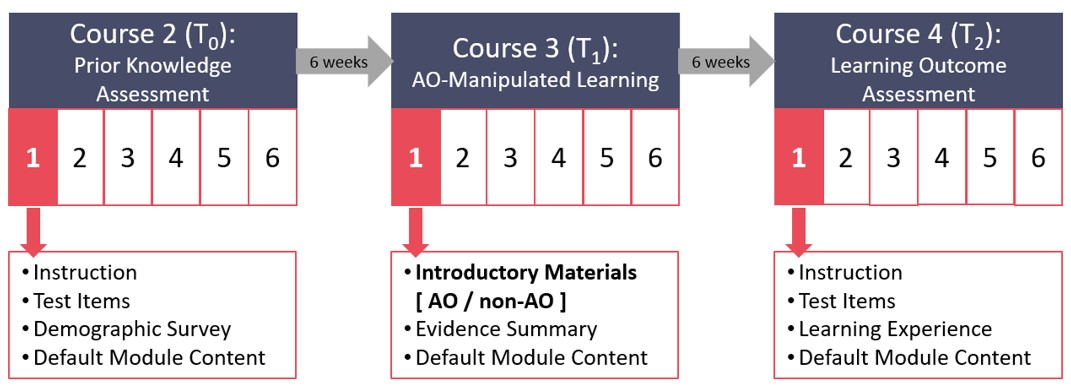 Course 2 (T0):
Prior Knowledge
Assessment
6 weeks
Course 3 (T1):
AO-Manipulated Learning
6 weeks
Course 4 (T2):
Learning Outcome
Assessment
1 2 3 4 5 6
1 2 3 4 5 6
1 2 3 4 5 6
• Instruction
• Test Items
• Demographic Survey
• Default Module Content
• Introductory Materials
[ AO / non-AO ]
• Evidence Summary
• Default Module Content
• Instruction
• Test Items
• Learning Experience
• Default Module Content